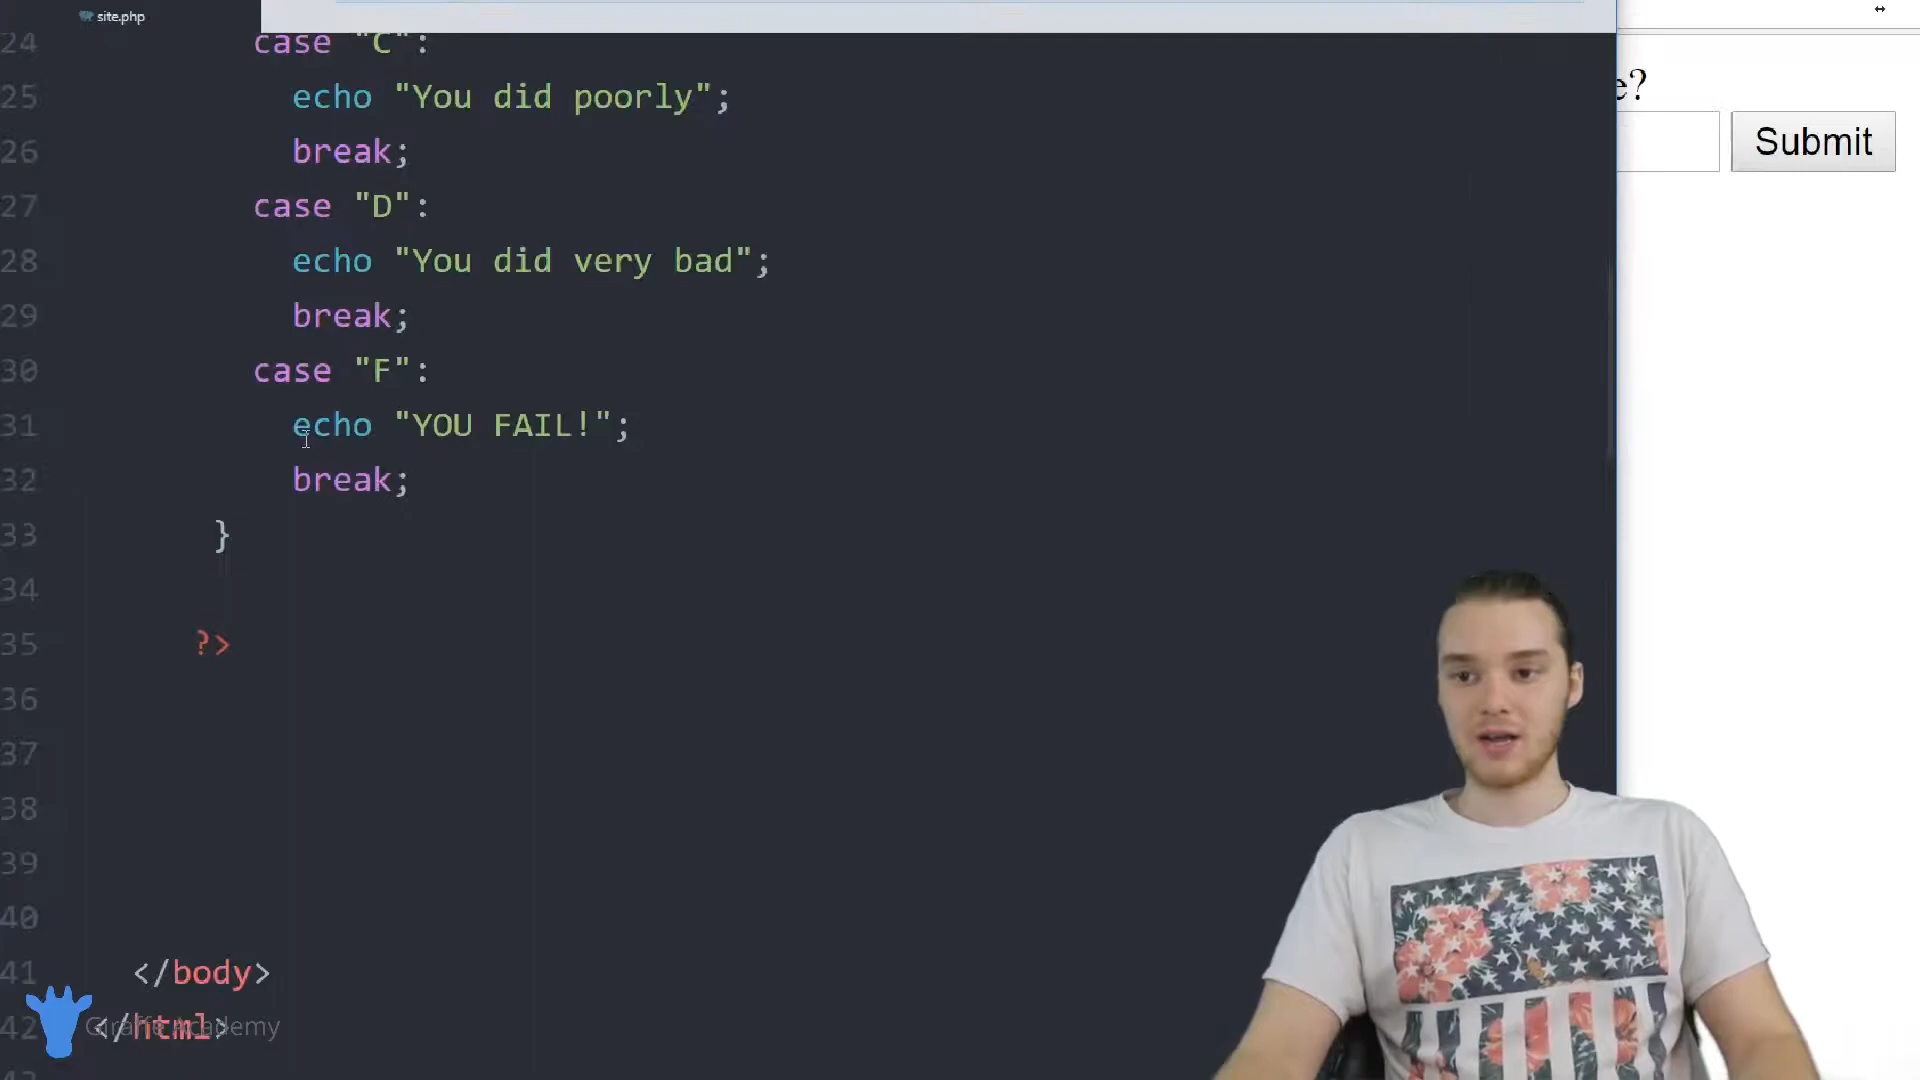 site.php
24 case "C":
25 echo "You did poorly";
26 break;
27 case "D":
28 echo "You did very bad";
29 break;
30 case "F":
31 echo "YOU FAIL!";
32 break;
33 }
34
35 ?>
36
37
38
39
40
41 </body>
42 </html>
43
e?
Submit
Giraffe Academy